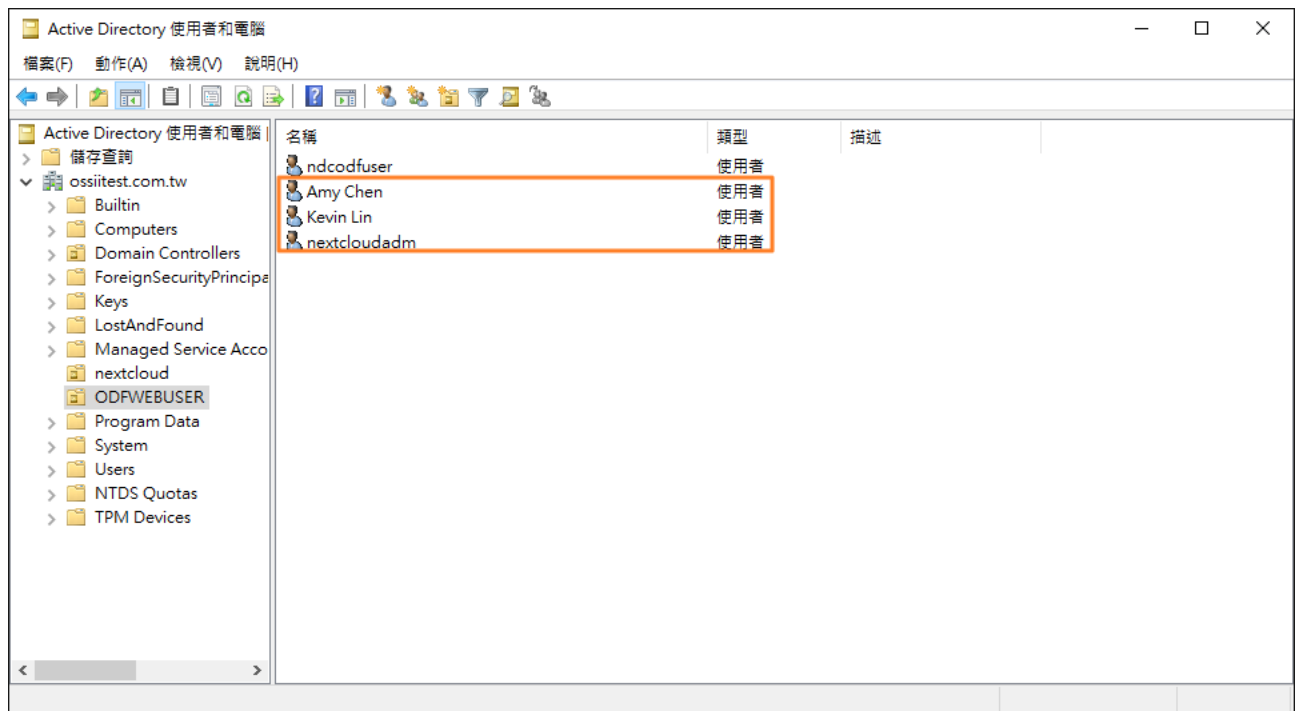 Active Directory 使用者和電腦
檔案(F) 動作(A) 檢視(V) 說明(H)
Active Directory 使用者和電腦 |
儲存查詢
ossiitest.com.tw
Builtin
Computers
Domain Controllers
ForeignSecurityPrincipa
Keys
LostAndFound
Managed Service Acco
nextcloud
ODFWEBUSER
Program Data
System
Users
NTDS Quotas
TPM Devices
名稱 類型 描述
ndcodfuser 使用者
Amy Chen 使用者
Kevin Lin 使用者
nextcloudadm 使用者